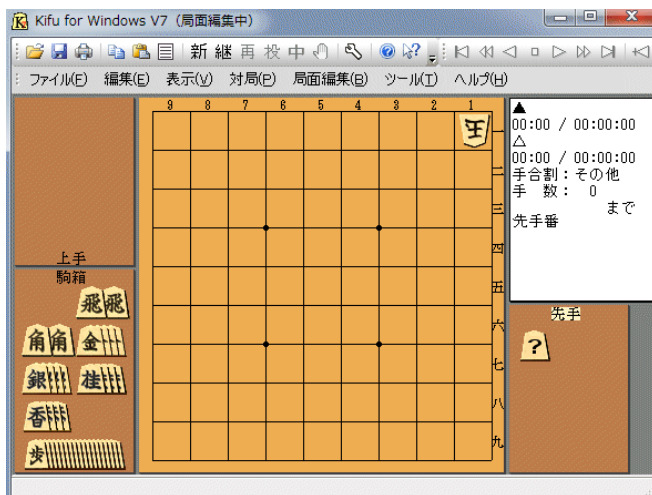 Kifu for Windows V7 (局面編集中)
新 継 再 投 中
ファイル(F) 編集(E) 表示(V) 対局(P) 局面編集(B) ツール(T) ヘルプ(H)
9 8 7 6 5 4 3 2 1
王
一
二
三
四
五
六
七
八
九
上手
駒箱
飛飛
角角 金
銀 桂
香
歩
▲
00:00 / 00:00:00
△
00:00 / 00:00:00
手合割：その他
手 数： 0
まで
先手番
先手
?